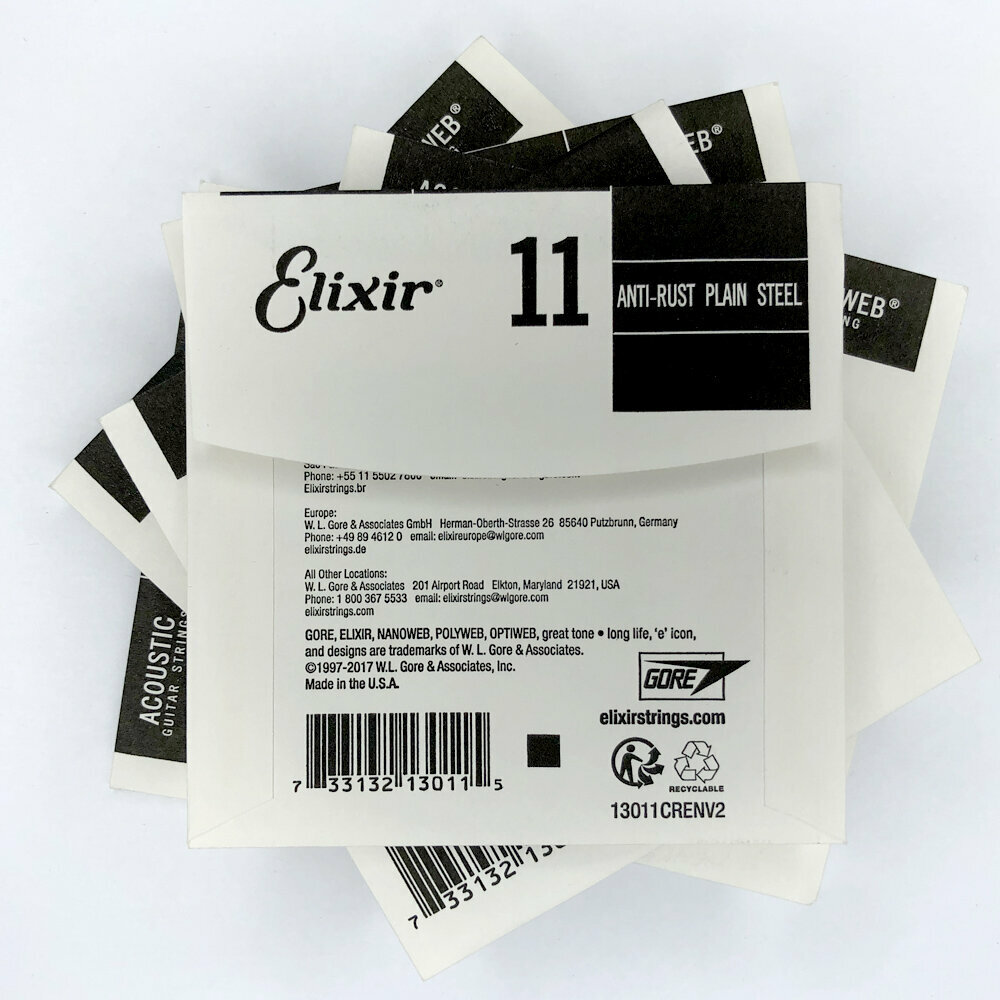 WEB®
EB®
Elixir®
11
ANTI-RUST PLAIN STEEL
WEB®
NG
Phone: +55 11 5502 7800
Elixirstrings.br
Europe:
W. L. Gore & Associates GmbH Herman-Oberth-Strasse 26 85640 Putzbrunn, Germany
Phone: +49 89 4612 0 email: elixireurope@wlgore.com
elixirstrings.de
All Other Locations:
W. L. Gore & Associates 201 Airport Road Elkton, Maryland 21921, USA
Phone: 1 800 367 5533 email: elixirstrings@wlgore.com
elixirstrings.com
GORE, ELIXIR, NANOWEB, POLYWEB, OPTIWEB, great tone • long life, 'e' icon,
and designs are trademarks of W. L. Gore & Associates.
©1997-2017 W.L. Gore & Associates, Inc.
Made in the U.S.A.
GORE
elixirstrings.com
RECYCLABLE
13011CRENV2
7 33132 13011 5
ACOUSTIC
GUITAR STRINGS
7 33132 130